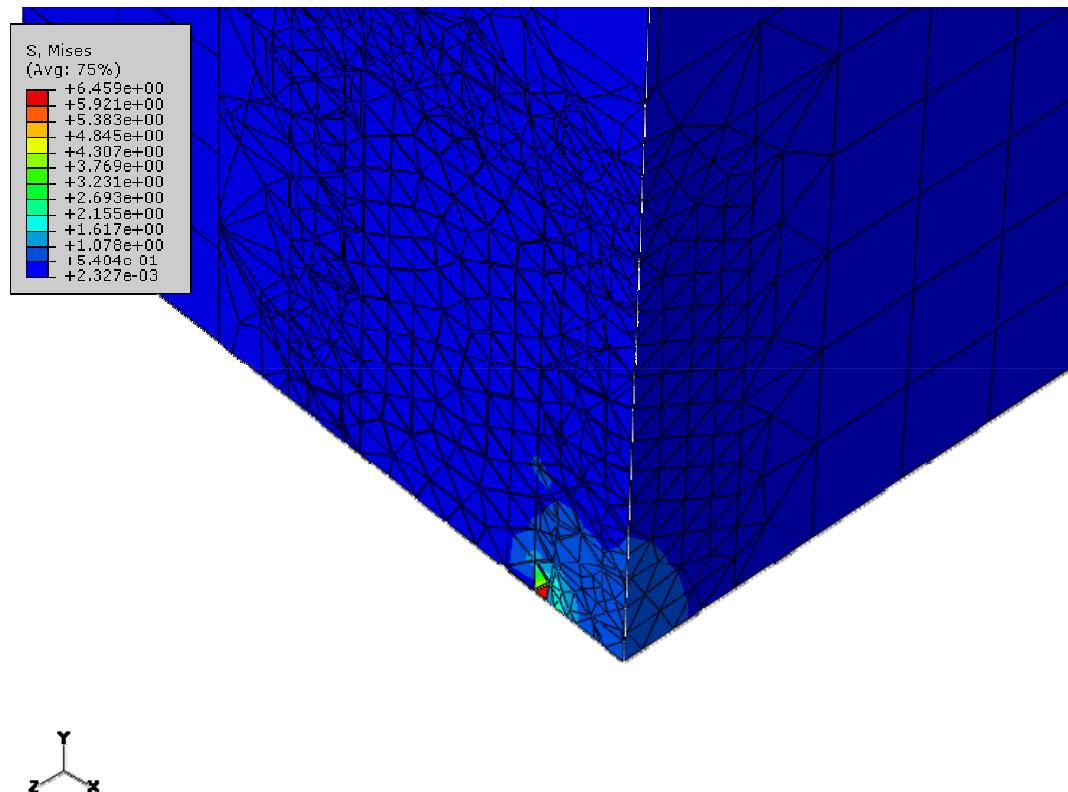 S, Mises
(Avg: 75%)
+6.459e+00
+5.921e+00
+5.383e+00
+4.845e+00
+4.307e+00
+3.769e+00
+3.231e+00
+2.693e+00
+2.155e+00
+1.617e+00
+1.078e+00
+5.404e-01
+2.327e-03
Y
Z X